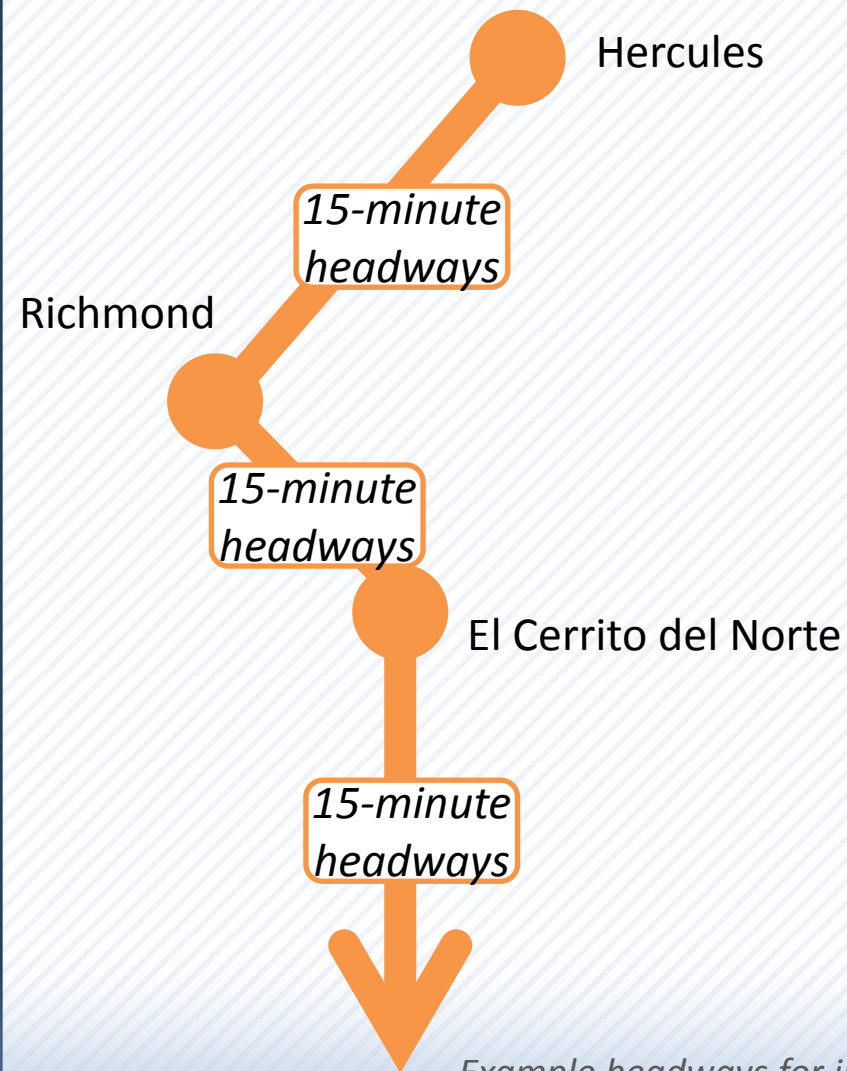 Hercules
15-minute
headways
Richmond
15-minute
headways
El Cerrito del Norte
15-minute
headways
Example headways for